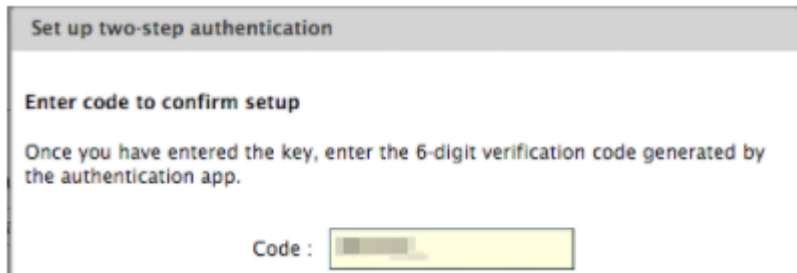 Set up two-step authentication
Enter code to confirm setup
Once you have entered the key, enter the 6-digit verification code generated by
the authentication app.
Code :